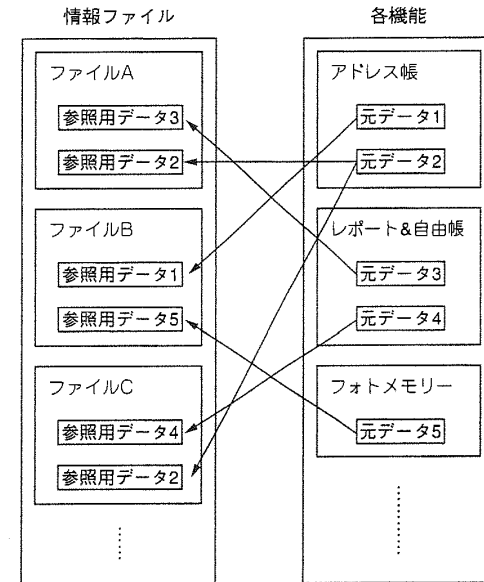 情報ファイル
ファイルA
参照用データ3
参照用データ2
ファイルB
参照用データ1
参照用データ5
ファイルC
参照用データ4
参照用データ2
各機能
アドレス帳
元データ1
元データ2
レポート&自由帳
元データ3
元データ4
フォトメモリー
元データ5